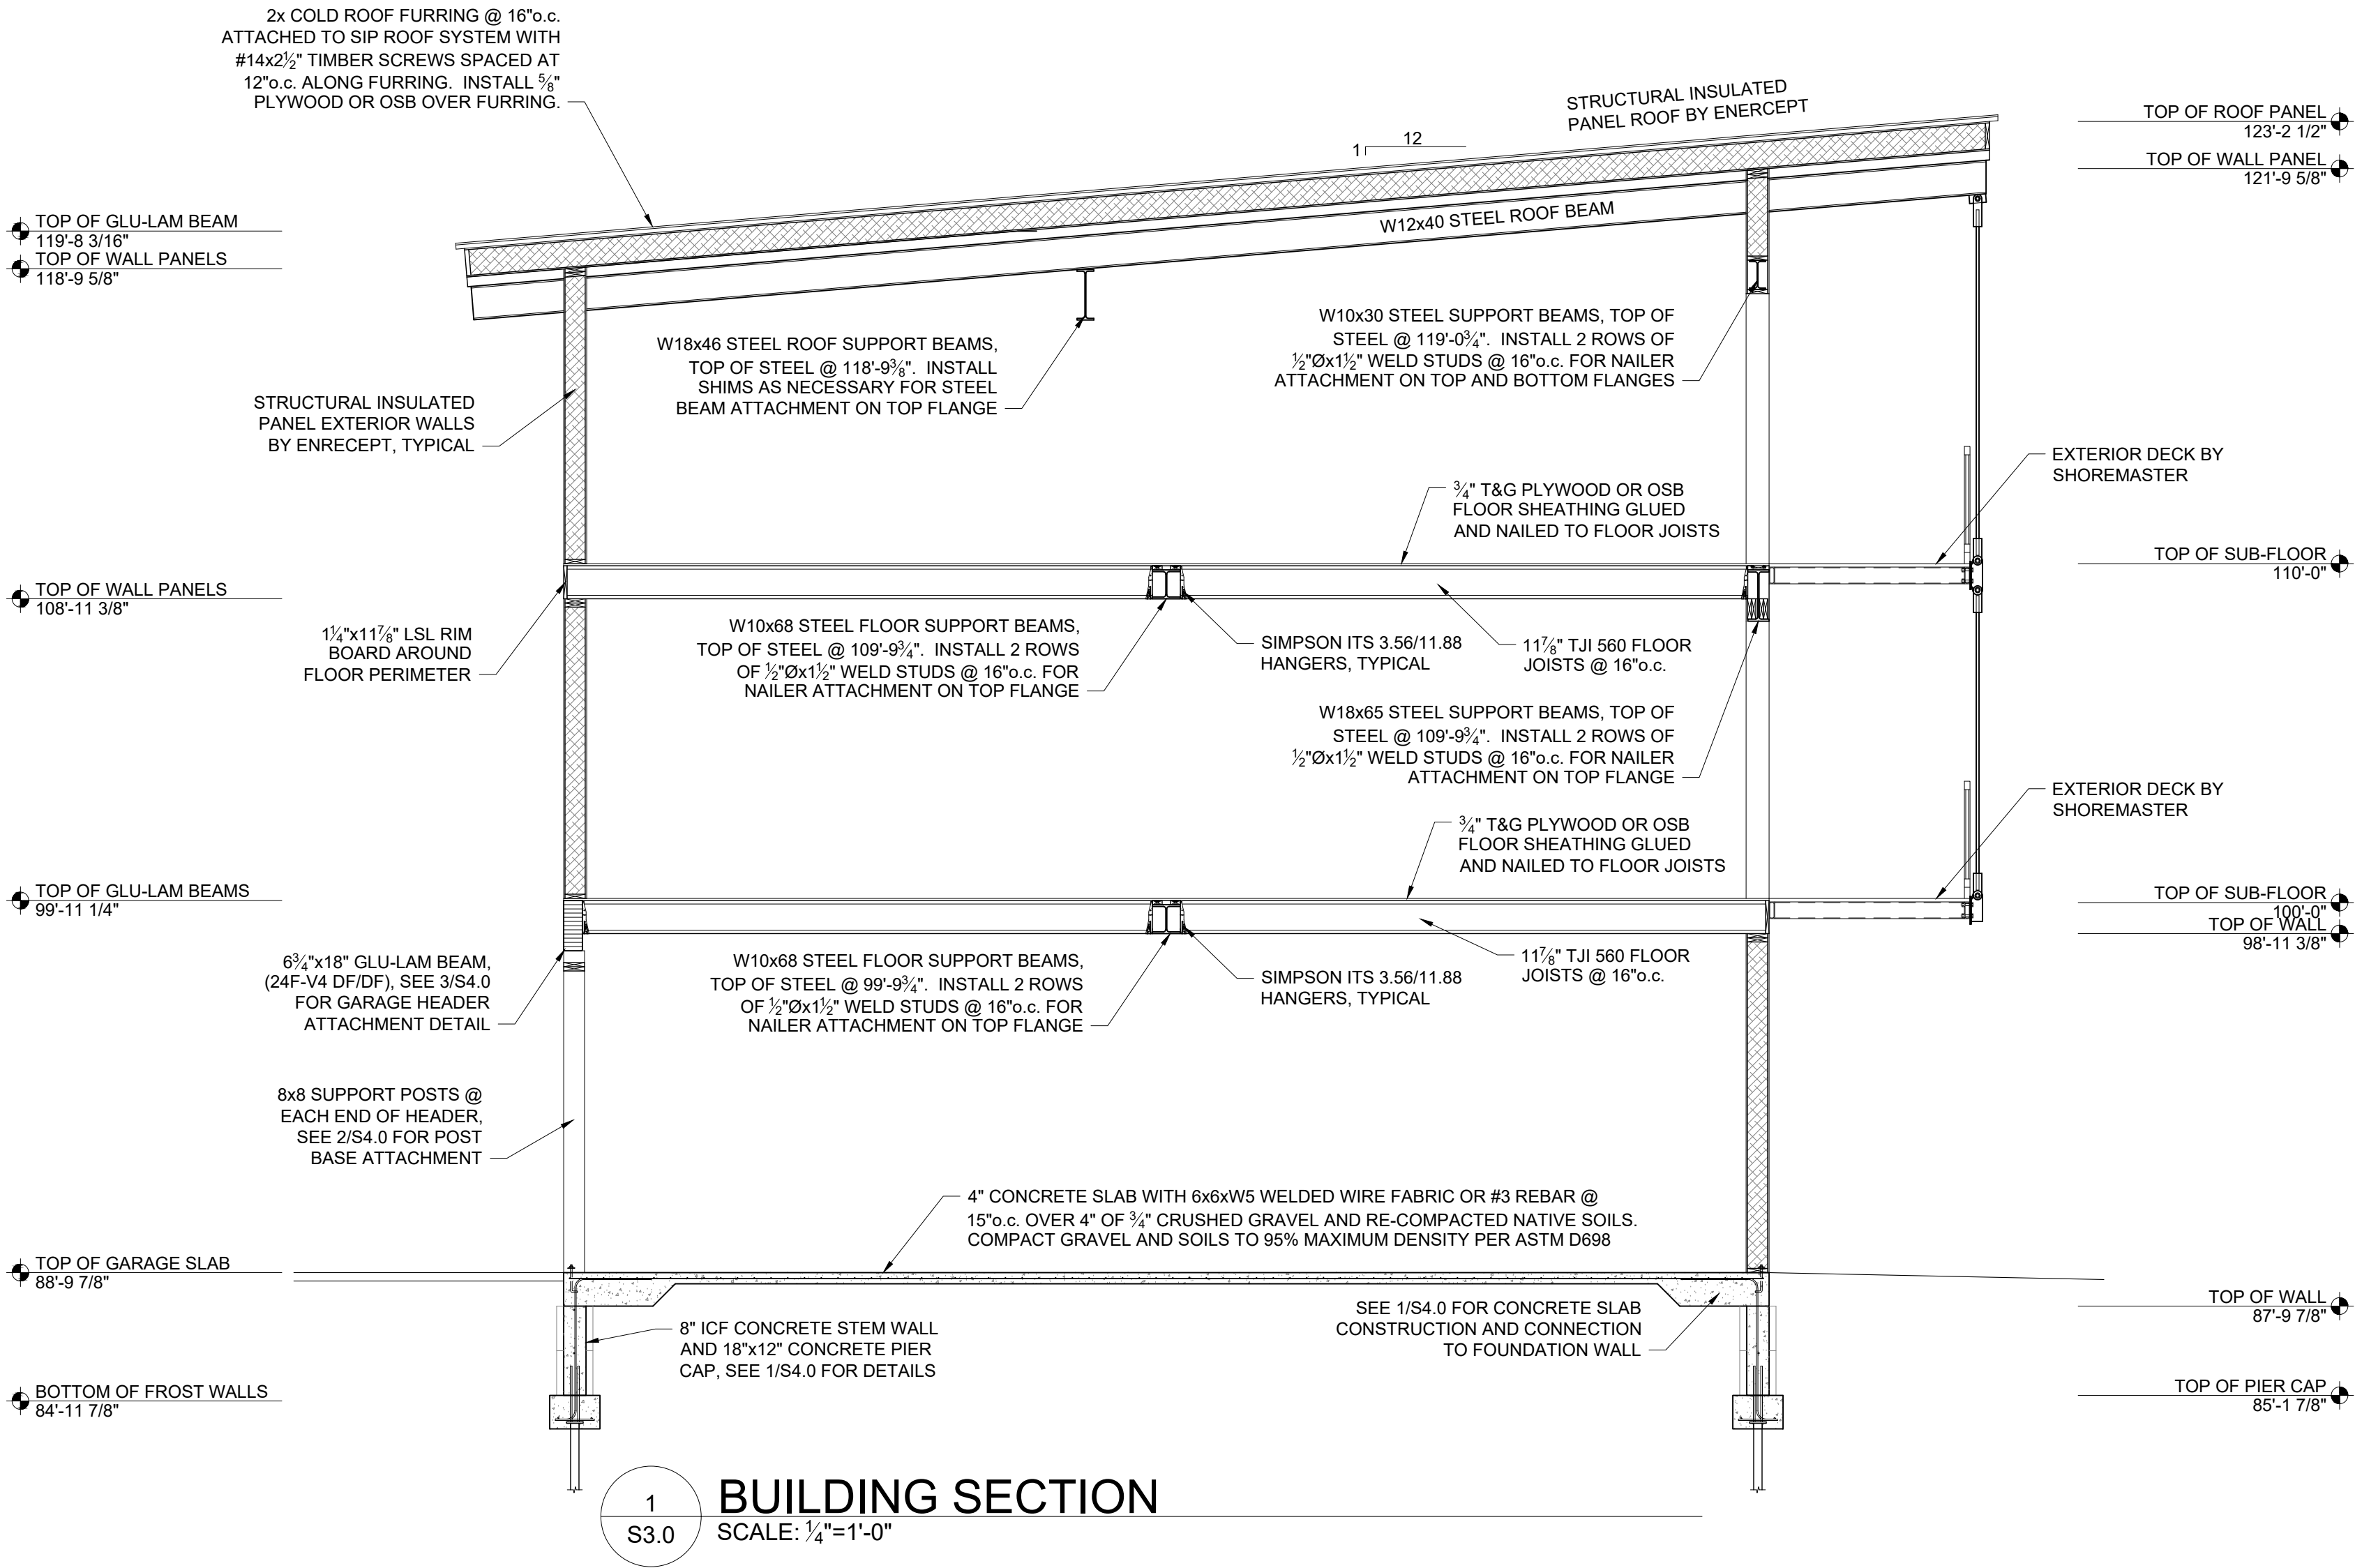 2x COLD ROOF FURRING @ 16"o.c.
ATTACHED TO SIP ROOF SYSTEM WITH
#14x2½" TIMBER SCREWS SPACED AT
12"o.c. ALONG FURRING. INSTALL ⅝"
PLYWOOD OR OSB OVER FURRING.
STRUCTURAL INSULATED
PANEL ROOF BY ENERCEPT
12
1
TOP OF ROOF PANEL
123'-2 1/2"
TOP OF WALL PANEL
121'-9 5/8"
TOP OF GLU-LAM BEAM
119'-8 3/16"
TOP OF WALL PANELS
118'-9 5/8"
W12x40 STEEL ROOF BEAM
W18x46 STEEL ROOF SUPPORT BEAMS,
TOP OF STEEL @ 118'-9⅜". INSTALL
SHIMS AS NECESSARY FOR STEEL
BEAM ATTACHMENT ON TOP FLANGE
W10x30 STEEL SUPPORT BEAMS, TOP OF
STEEL @ 119'-0¾". INSTALL 2 ROWS OF
½"Øx1½" WELD STUDS @ 16"o.c. FOR NAILER
ATTACHMENT ON TOP AND BOTTOM FLANGES
STRUCTURAL INSULATED
PANEL EXTERIOR WALLS
BY ENRECEPT, TYPICAL
EXTERIOR DECK BY
SHOREMASTER
¾" T&G PLYWOOD OR OSB
FLOOR SHEATHING GLUED
AND NAILED TO FLOOR JOISTS
TOP OF SUB-FLOOR
110'-0"
TOP OF WALL PANELS
108'-11 3/8"
1¼"x11⅞" LSL RIM
BOARD AROUND
FLOOR PERIMETER
W10x68 STEEL FLOOR SUPPORT BEAMS,
TOP OF STEEL @ 109'-9¾". INSTALL 2 ROWS
OF ½"Øx1½" WELD STUDS @ 16"o.c. FOR
NAILER ATTACHMENT ON TOP FLANGE
SIMPSON ITS 3.56/11.88
HANGERS, TYPICAL
11⅞" TJI 560 FLOOR
JOISTS @ 16"o.c.
W18x65 STEEL SUPPORT BEAMS, TOP OF
STEEL @ 109'-9¾". INSTALL 2 ROWS OF
½"Øx1½" WELD STUDS @ 16"o.c. FOR NAILER
ATTACHMENT ON TOP FLANGE
EXTERIOR DECK BY
SHOREMASTER
¾" T&G PLYWOOD OR OSB
FLOOR SHEATHING GLUED
AND NAILED TO FLOOR JOISTS
TOP OF GLU-LAM BEAMS
99'-11 1/4"
TOP OF SUB-FLOOR
100'-0"
TOP OF WALL
98'-11 3/8"
6¾"x18" GLU-LAM BEAM,
(24F-V4 DF/DF), SEE 3/S4.0
FOR GARAGE HEADER
ATTACHMENT DETAIL
W10x68 STEEL FLOOR SUPPORT BEAMS,
TOP OF STEEL @ 99'-9¾". INSTALL 2 ROWS
OF ½"Øx1½" WELD STUDS @ 16"o.c. FOR
NAILER ATTACHMENT ON TOP FLANGE
SIMPSON ITS 3.56/11.88
HANGERS, TYPICAL
11⅞" TJI 560 FLOOR
JOISTS @ 16"o.c.
8x8 SUPPORT POSTS @
EACH END OF HEADER,
SEE 2/S4.0 FOR POST
BASE ATTACHMENT
4" CONCRETE SLAB WITH 6x6xW5 WELDED WIRE FABRIC OR #3 REBAR @
15"o.c. OVER 4" OF ¾" CRUSHED GRAVEL AND RE-COMPACTED NATIVE SOILS.
COMPACT GRAVEL AND SOILS TO 95% MAXIMUM DENSITY PER ASTM D698
TOP OF GARAGE SLAB
88'-9 7/8"
TOP OF WALL
87'-9 7/8"
8" ICF CONCRETE STEM WALL
AND 18"x12" CONCRETE PIER
CAP, SEE 1/S4.0 FOR DETAILS
SEE 1/S4.0 FOR CONCRETE SLAB
CONSTRUCTION AND CONNECTION
TO FOUNDATION WALL
BOTTOM OF FROST WALLS
84'-11 7/8"
TOP OF PIER CAP
85'-1 7/8"
1
S3.0
BUILDING SECTION
SCALE: ¼"=1'-0"